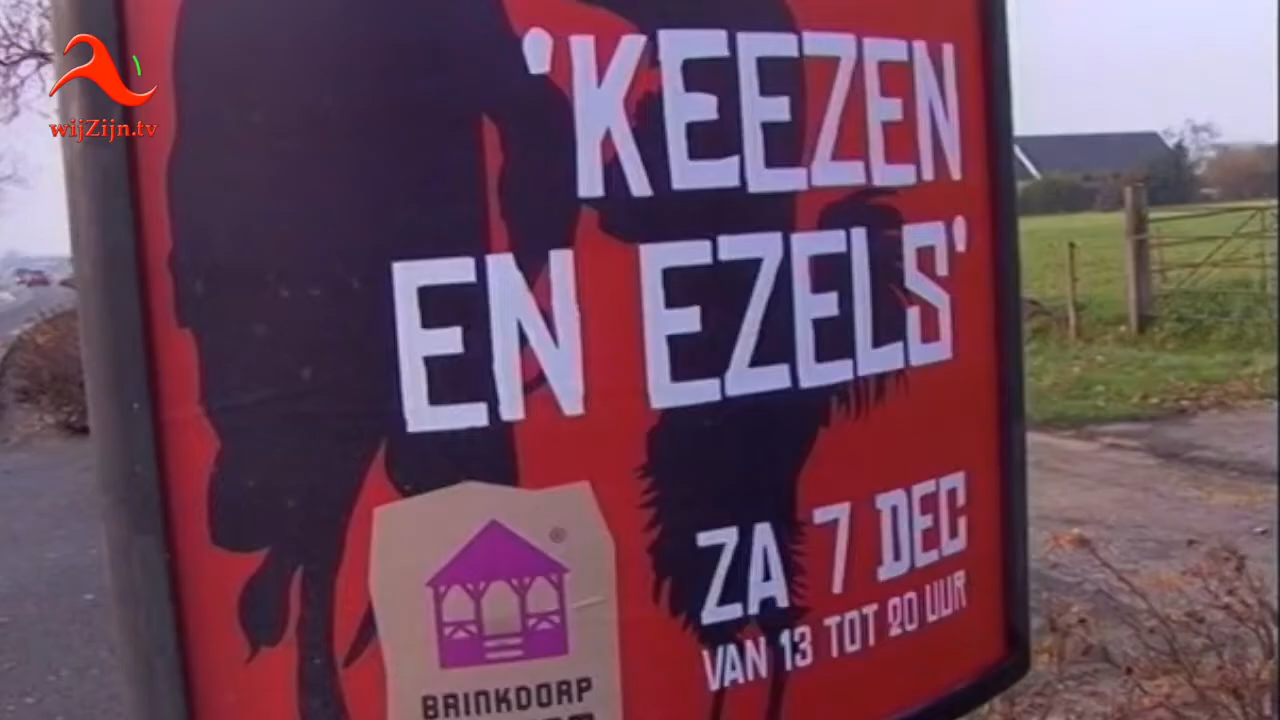 wijZijn.tv
'KEEZEN
EN EZELS'
ZA 7 DEC
VAN 13 TOT 20 UUR
®
BRINKDORP